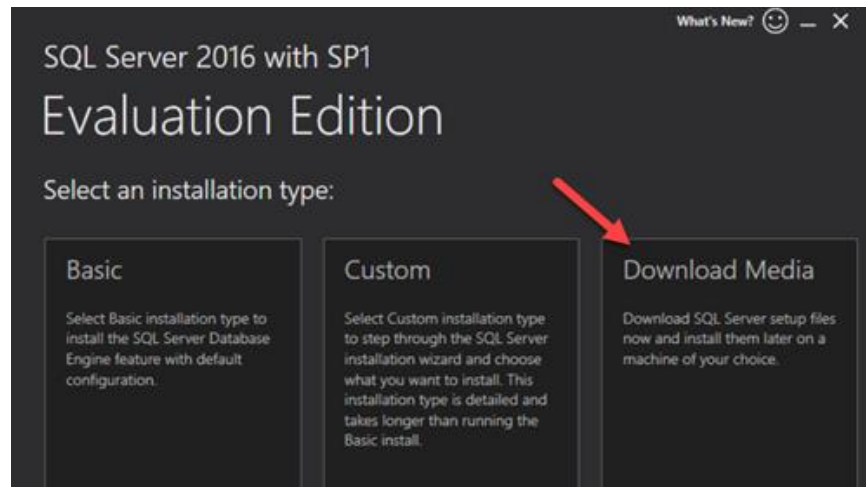 What's New?
SQL Server 2016 with SP1
Evaluation Edition
Select an installation type:
Basic
Select Basic installation type to
install the SQL Server Database
Engine feature with default
configuration.
Custom
Select Custom installation type
to step through the SQL Server
installation wizard and choose
what you want to install. This
installation type is detailed and
takes longer than running the
Basic install.
Download Media
Download SQL Server setup files
now and install them later on a
machine of your choice.